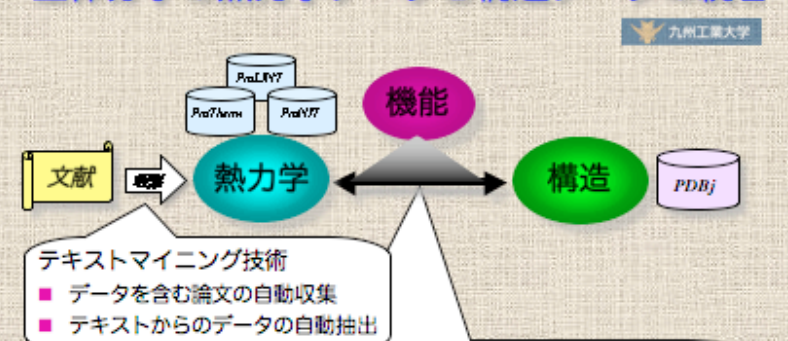 九州工業大学
ProTherm
機能
文献
熱力学
構造
PDBj
テキストマイニング技術
■ データを含む論文の自動収集
■ テキストからのデータの自動抽出